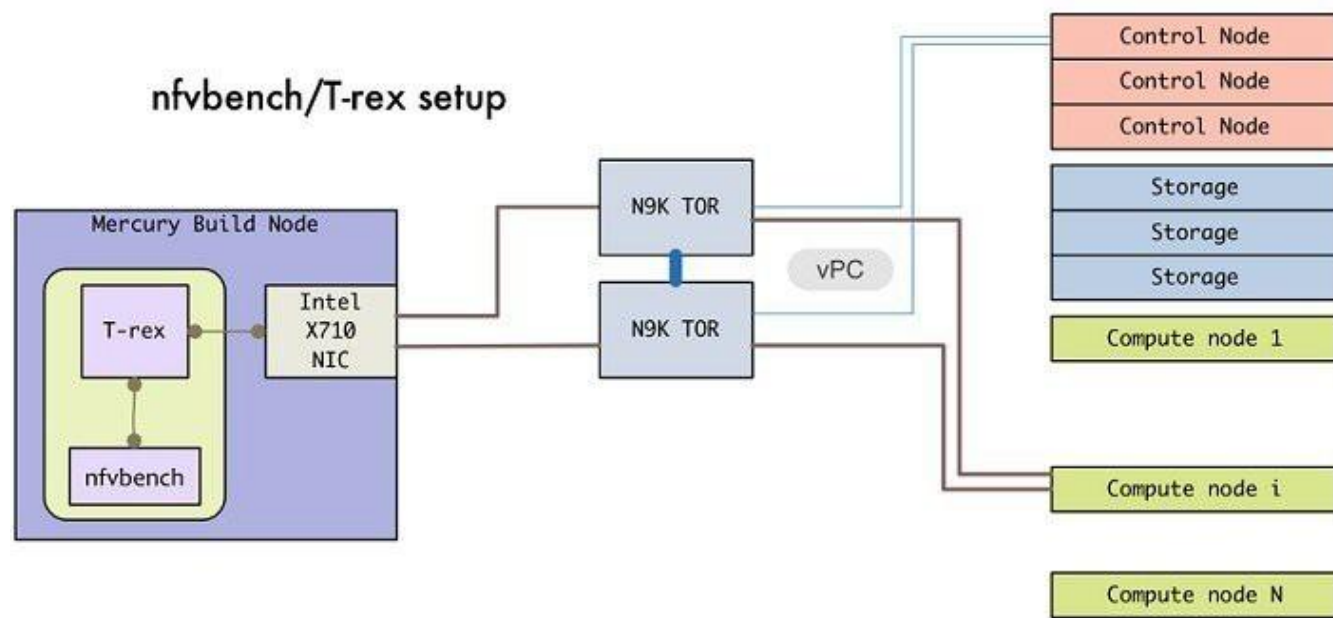 nfvbench/T-rex setup
Mercury Build Node
T-rex
nfvbench
Intel
X710
NIC
N9K TOR
N9K TOR
vPC
Control Node
Control Node
Control Node
Storage
Storage
Storage
Compute node 1
Compute node i
Compute node N